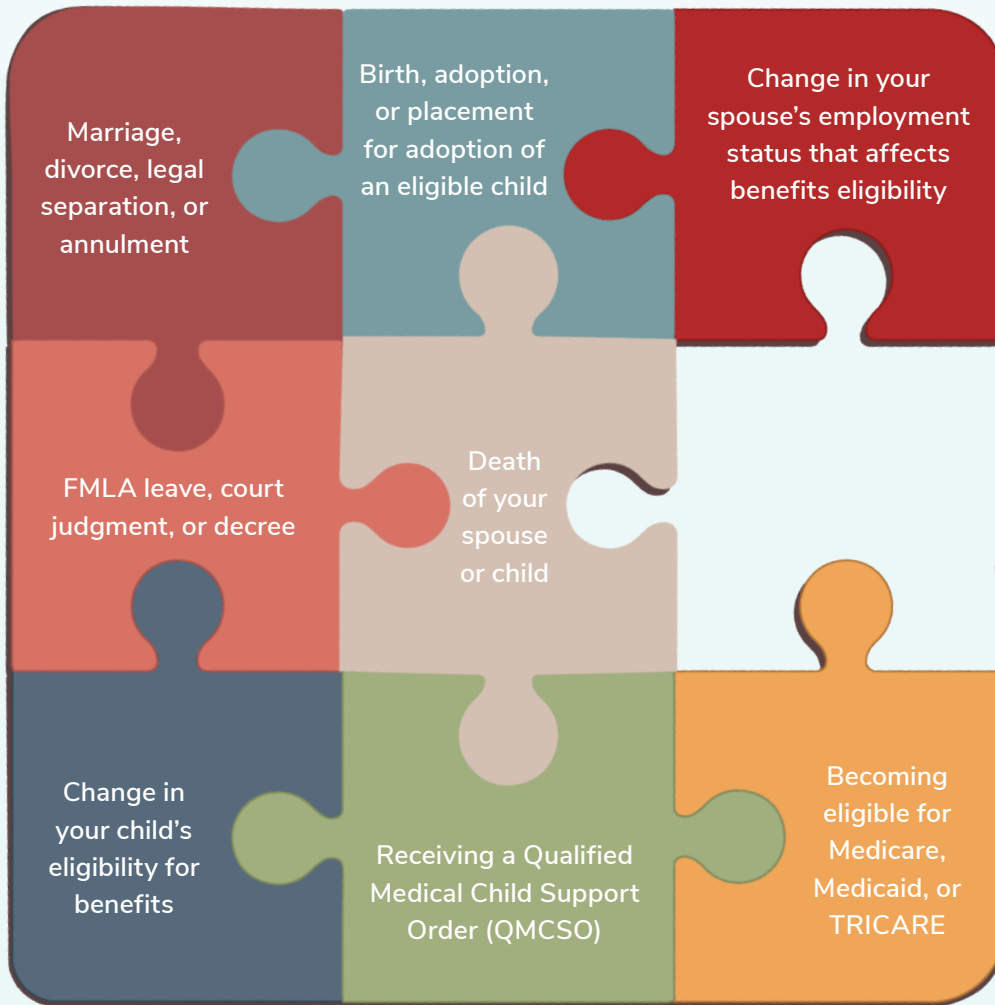 Marriage,
divorce, legal
separation, or
annulment
Birth, adoption,
or placement
for adoption of
an eligible child
Change in your
spouse’s employment
status that affects
benefits eligibility
FMLA leave, court
judgment, or decree
Death
of your
spouse
or child
Change in
your child’s
eligibility for
benefits
Receiving a Qualified
Medical Child Support
Order (QMCSO)
Becoming
eligible for
Medicare,
Medicaid, or
TRICARE